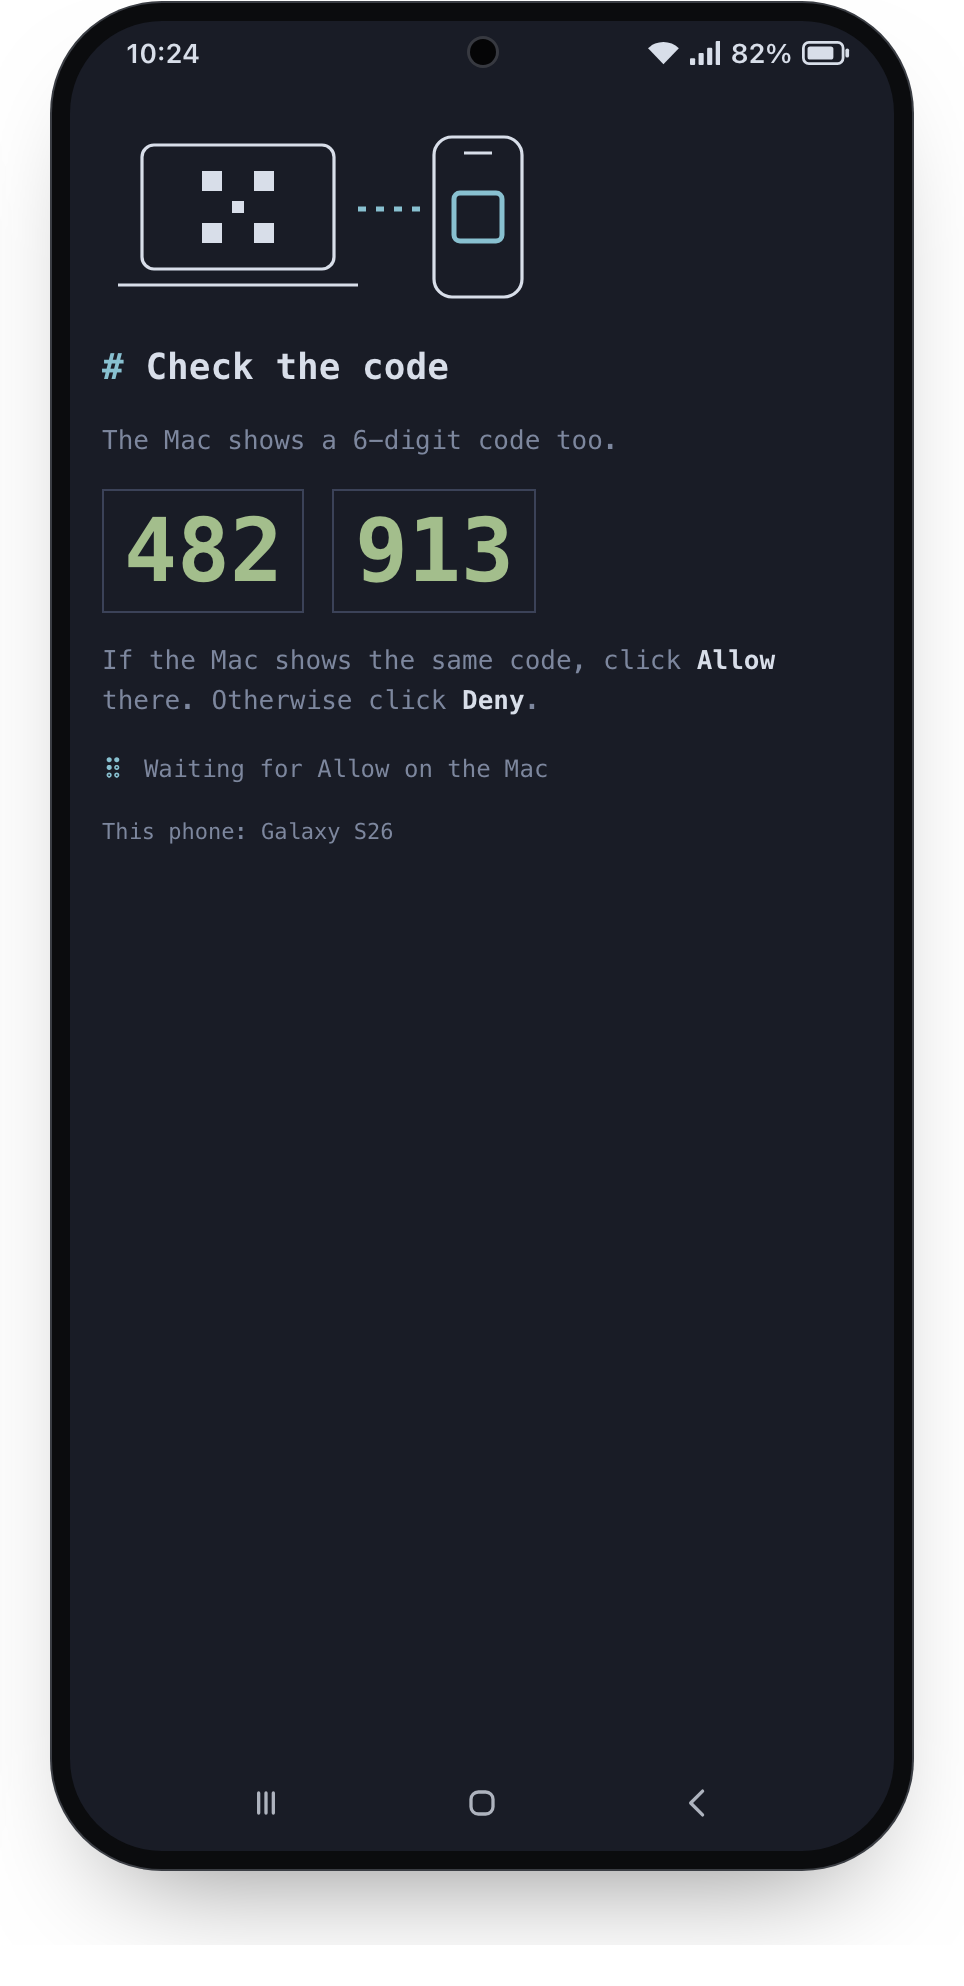 10:24
82%
# Check the code
The Mac shows a 6-digit code too.
482 913
If the Mac shows the same code, click Allow
there. Otherwise click Deny.
Waiting for Allow on the Mac
This phone: Galaxy S26